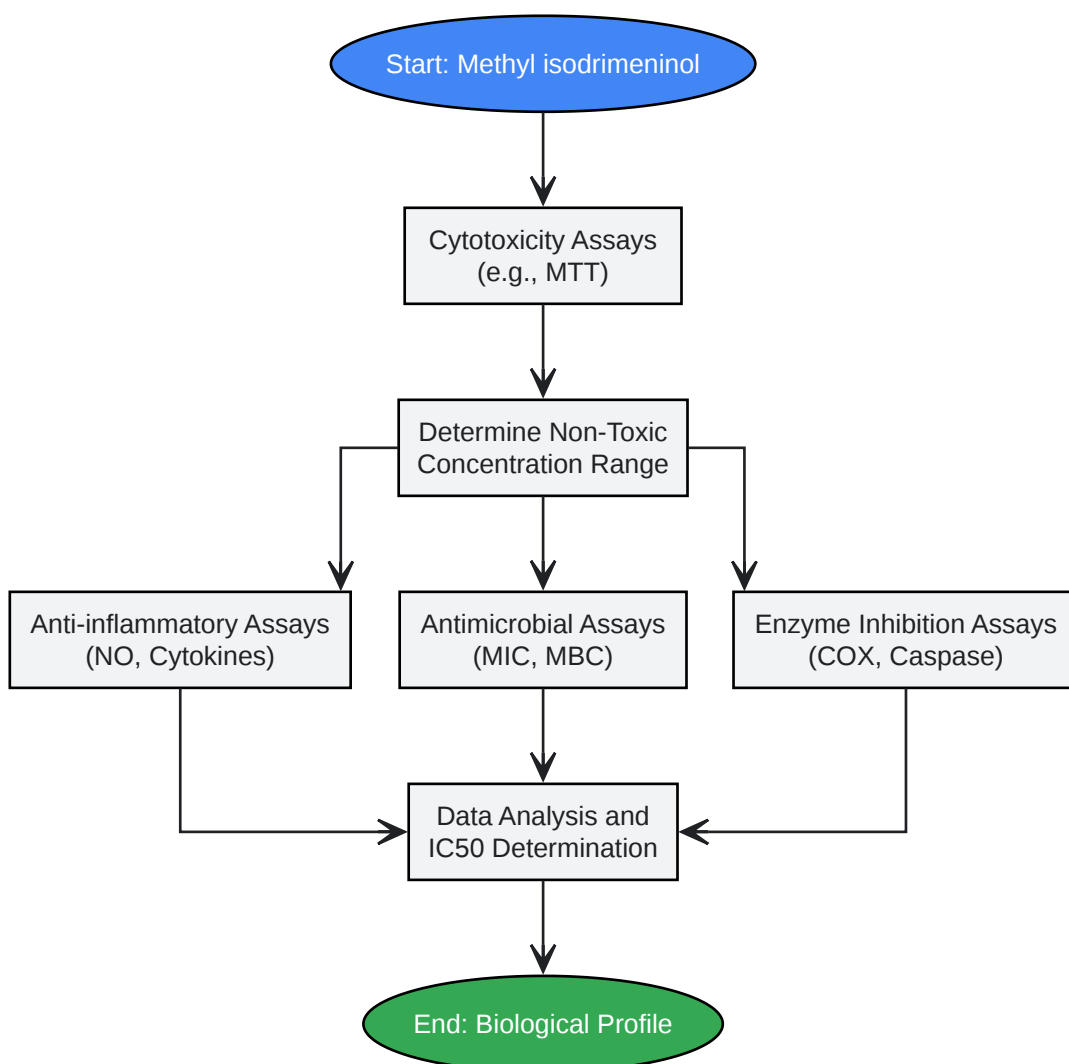 Start: Methyl isodrimeninol
Cytotoxicity Assays
(e.g., MTT)
Determine Non-Toxic
Concentration Range
Anti-inflammatory Assays
(NO, Cytokines)
Antimicrobial Assays
(MIC, MBC)
Enzyme Inhibition Assays
(COX, Caspase)
Data Analysis and
IC50 Determination
End: Biological Profile